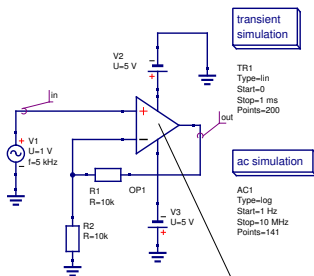 transient
simulation
V2
U=5 V
in
TR1
Type=lin
Start=0
Stop=1 ms
Points=200
out
V1
U=1 V
f=5 kHz
ac simulation
R1
R=10k
OP1
AC1
Type=log
Start=1 Hz
Stop=10 MHz
Points=141
V3
U=5 V
R2
R=10k